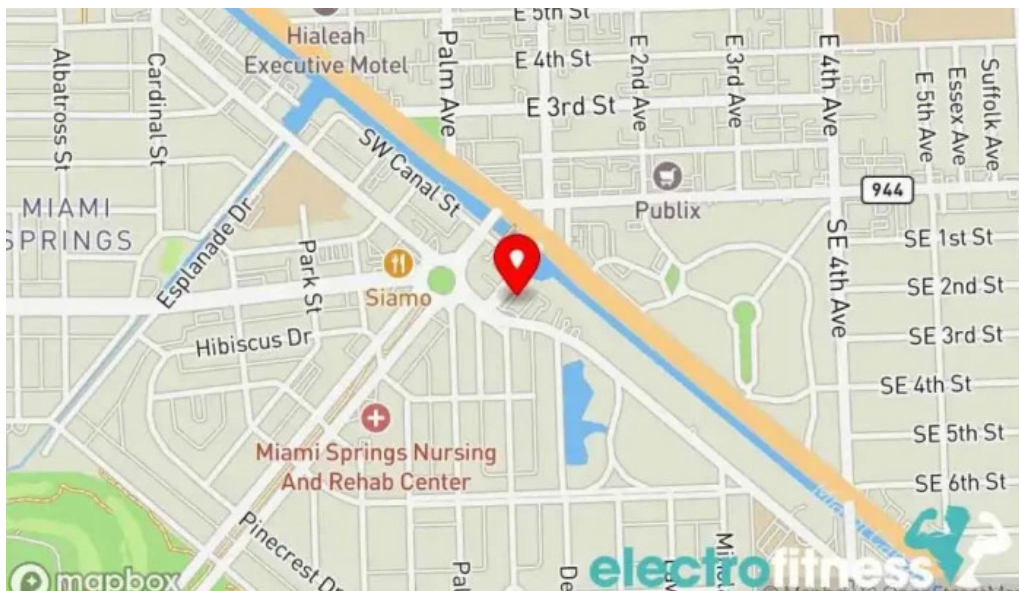 E 5th St
Hialeah
Executive Motel
Palm Ave
E 4th St
E 2nd Ave
E 3rd Ave
E 4th Ave
E 5th Ave
Essex Ave
Suffolk Ave
Albatross St
Cardinal St
E 3rd St
SW Canal St
Publix
944
MIAMI
SPRINGS
Esplanade Dr
Park St
Siamo
SE 4th Ave
SE 1st St
SE 2nd St
Hibiscus Dr
SE 3rd St
SE 4th St
Miami Springs Nursing
And Rehab Center
SE 5th St
SE 6th St
Pinecrest Dr
Pal
De
mapbox
electrofitness